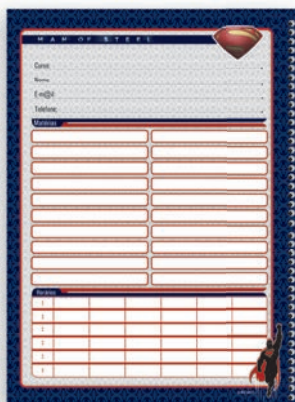 MAN OF STEEL
Curso:
Nome:
E-m@il:
Telefone:
Matérias
Horários